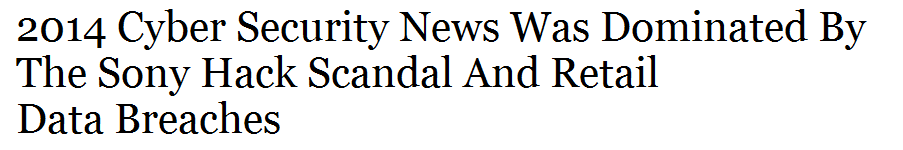 2014 Cyber Security News Was Dominated By
The Sony Hack Scandal And Retail
Data Breaches